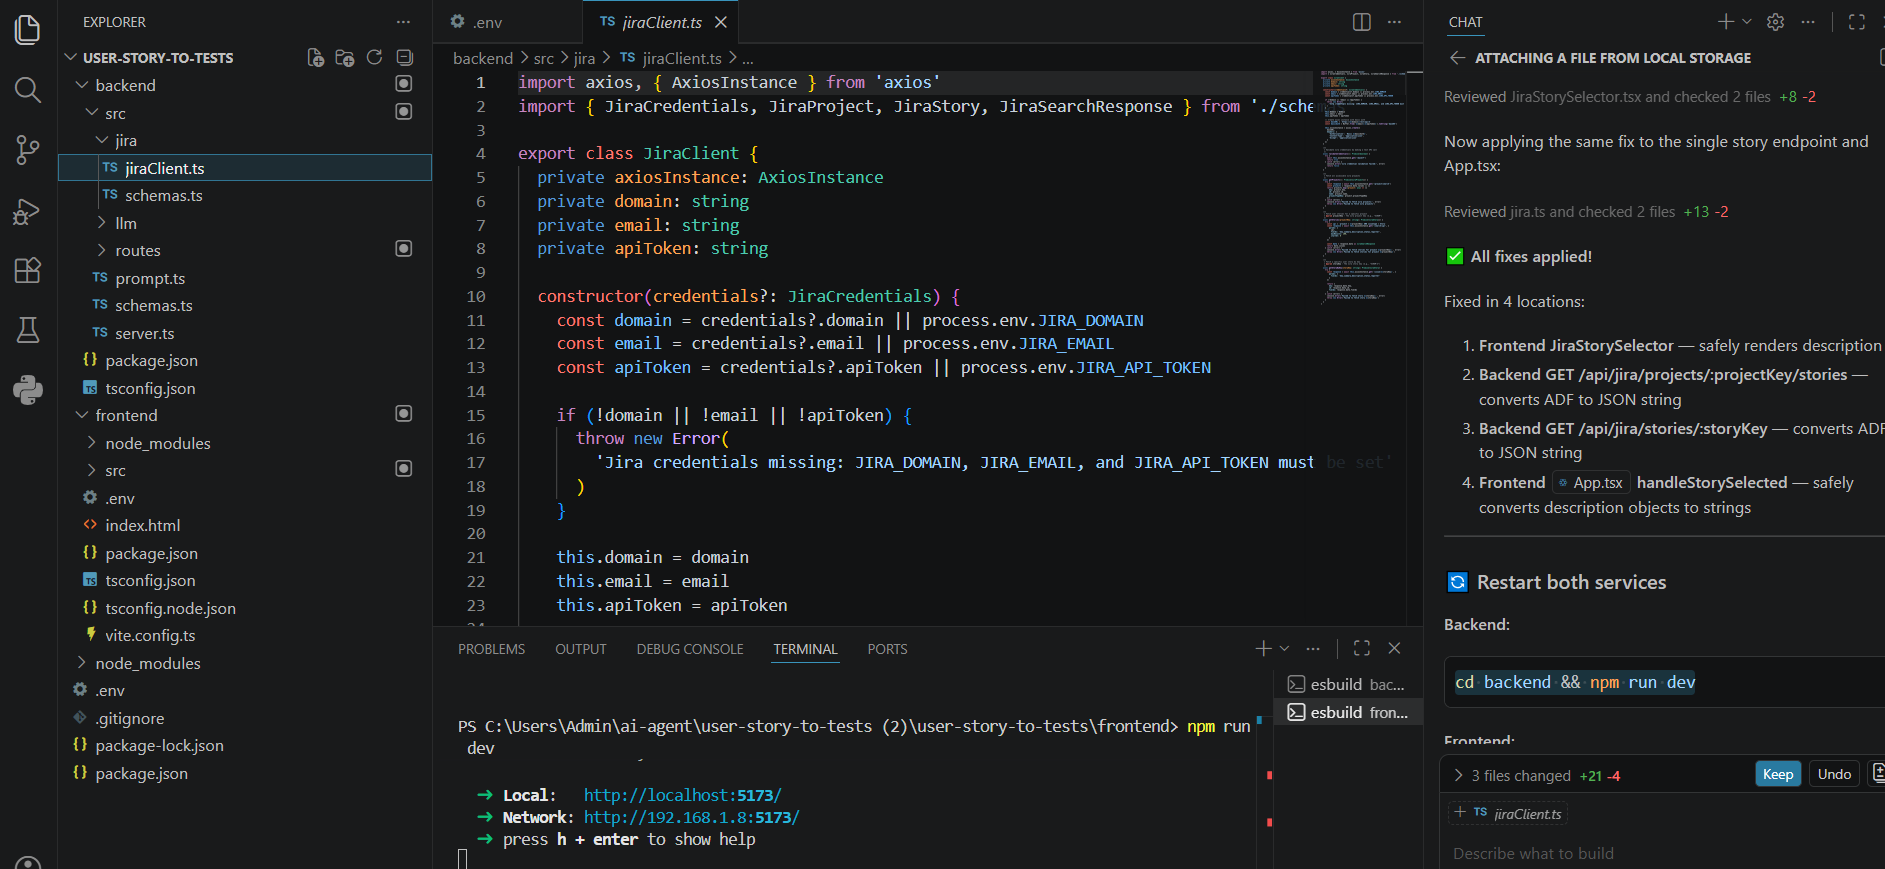 EXPLORER
USER-STORY-TO-TESTS
backend
src
jira
TS jiraClient.ts
TS schemas.ts
llm
routes
TS prompt.ts
TS schemas.ts
TS server.ts
{} package.json
TS tsconfig.json
frontend
node_modules
src
.env
<> index.html
{} package.json
TS tsconfig.json
{} tsconfig.node.json
vite.config.ts
node_modules
.env
.gitignore
{} package-lock.json
{} package.json
.env
TS jiraClient.ts
backend > src > jira > TS jiraClient.ts > ...
1 import axios, { AxiosInstance } from 'axios'
2 import { JiraCredentials, JiraProject, JiraStory, JiraSearchResponse } from './sche
3
4 export class JiraClient {
5 private axiosInstance: AxiosInstance
6 private domain: string
7 private email: string
8 private apiToken: string
9
10 constructor(credentials?: JiraCredentials) {
11 const domain = credentials?.domain || process.env.JIRA_DOMAIN
12 const email = credentials?.email || process.env.JIRA_EMAIL
13 const apiToken = credentials?.apiToken || process.env.JIRA_API_TOKEN
14
15 if (!domain || !email || !apiToken) {
16 throw new Error(
17 'Jira credentials missing: JIRA_DOMAIN, JIRA_EMAIL, and JIRA_API_TOKEN must be set'
18 )
19 }
20
21 this.domain = domain
22 this.email = email
23 this.apiToken = apiToken
PROBLEMS OUTPUT DEBUG CONSOLE TERMINAL PORTS
PS C:\Users\Admin\ai-agent\user-story-to-tests (2)\user-story-to-tests\frontend> npm run
dev
➜ Local: http://localhost:5173/
➜ Network: http://192.168.1.8:5173/
➜ press h + enter to show help
esbuild bac...
esbuild fron...
CHAT
ATTACHING A FILE FROM LOCAL STORAGE
Reviewed JiraStorySelector.tsx and checked 2 files +8 -2
Now applying the same fix to the single story endpoint and
App.tsx:
Reviewed jira.ts and checked 2 files +13 -2
✅ All fixes applied!
Fixed in 4 locations:
1. Frontend JiraStorySelector — safely renders description
2. Backend GET /api/jira/projects/:projectKey/stories —
converts ADF to JSON string
3. Backend GET /api/jira/stories/:storyKey — converts ADF
to JSON string
4. Frontend App.tsx handleStorySelected — safely
converts description objects to strings
🔄 Restart both services
Backend:
cd backend && npm run dev
Frontend:
3 files changed +21 -4
Keep
Undo
+ TS jiraClient.ts
Describe what to build